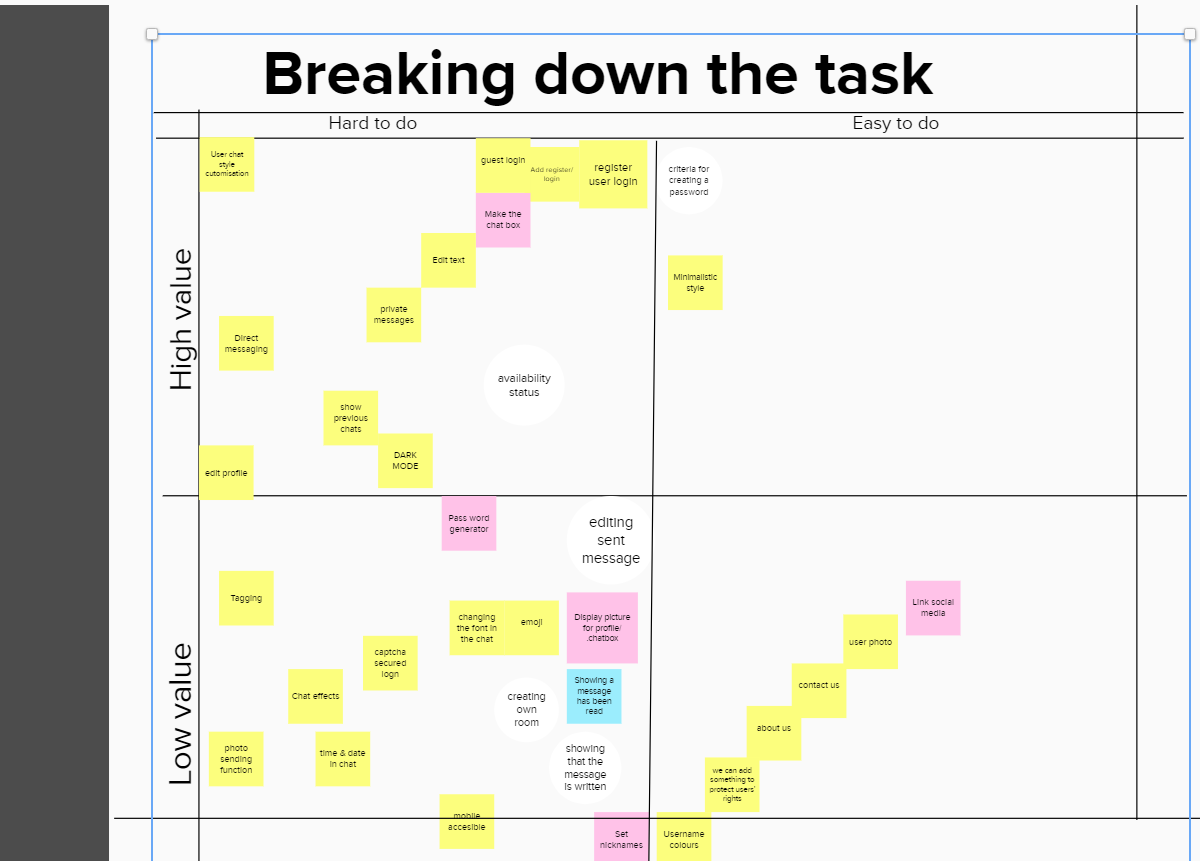 Breaking down the task
Hard to do
Easy to do
High value
User chat
style
cutomisation
guest login
Add register/
login
register
user login
criteria for
creating a
password
Make the
chat box
Edit text
Minimalistic
style
private
messages
Direct
messaging
availability
status
show
previous
chats
DARK
MODE
edit profile
Low value
Pass word
generator
editing
sent
message
Tagging
changing
the font in
the chat
emoji
Display picture
for profile/
.chatbox
Link social
media
user photo
captcha
secured
logn
Chat effects
creating
own
room
Showing a
message
has been
read
contact us
about us
photo
sending
function
time & date
in chat
showing
that the
message
is written
we can add
something to
protect users'
rights
mobile
accesible
Set
nicknames
Username
colours